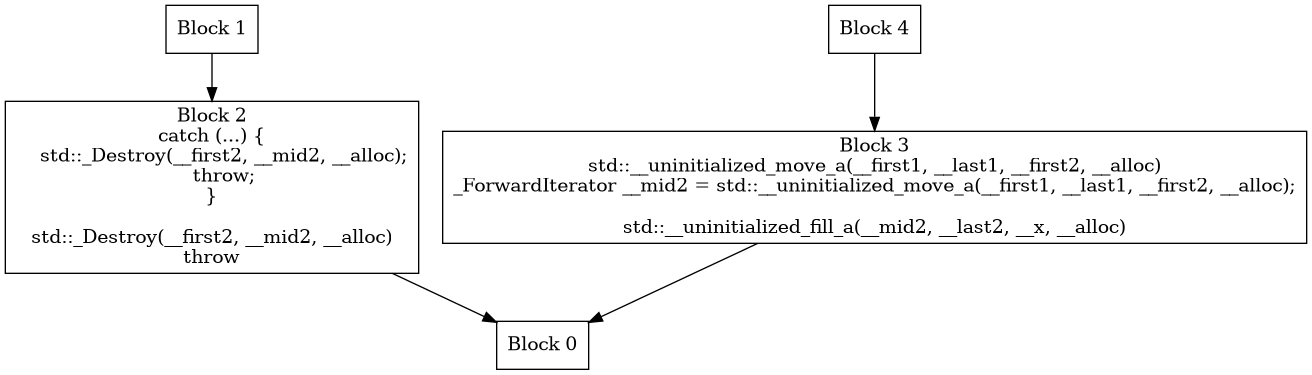 Block 1
Block 4
Block 2
catch (...) {
std::_Destroy(__first2, __mid2, __alloc);
throw;
}
std::_Destroy(__first2, __mid2, __alloc)
throw
Block 3
std::__uninitialized_move_a(__first1, __last1, __first2, __alloc)
_ForwardIterator __mid2 = std::__uninitialized_move_a(__first1, __last1, __first2, __alloc);
std::__uninitialized_fill_a(__mid2, __last2, __x, __alloc)
Block 0